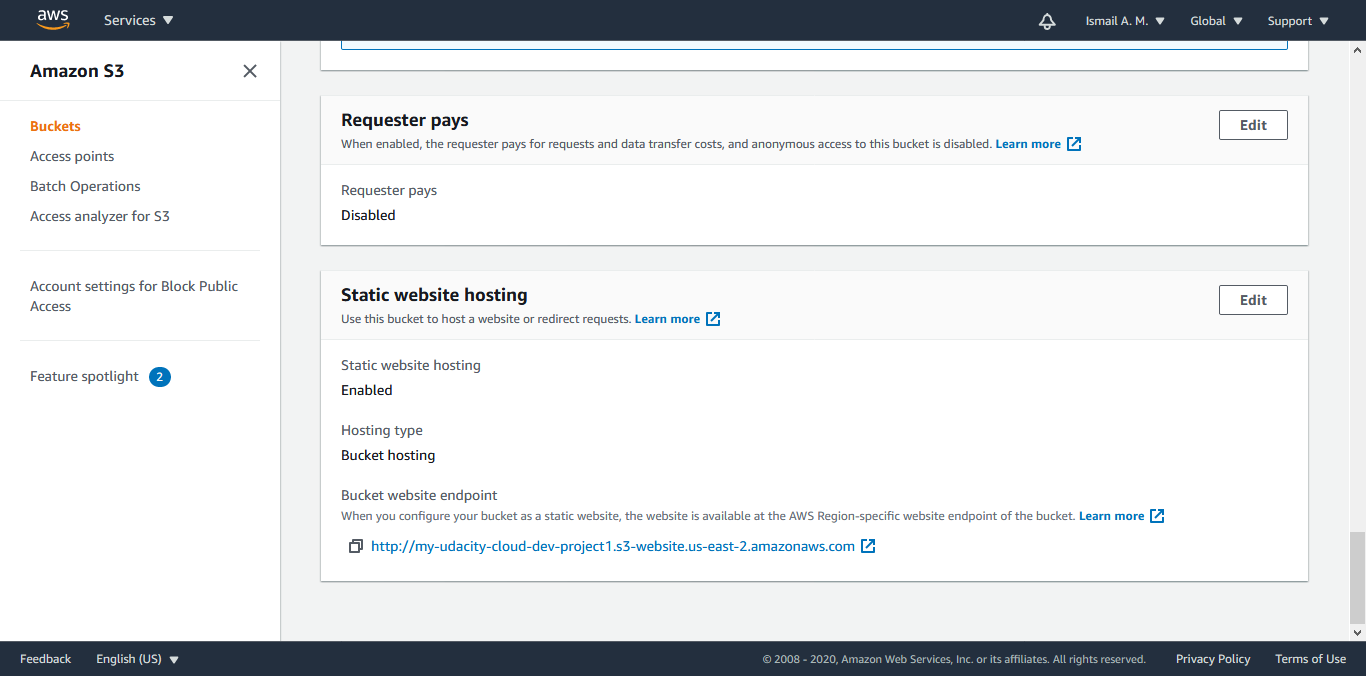 aws Services Ismail A. M. Global Support
Amazon S3
Buckets
Access points
Batch Operations
Access analyzer for S3
Account settings for Block Public
Access
Feature spotlight 2
Requester pays
Edit
When enabled, the requester pays for requests and data transfer costs, and anonymous access to this bucket is disabled. Learn more
Requester pays
Disabled
Static website hosting
Edit
Use this bucket to host a website or redirect requests. Learn more
Static website hosting
Enabled
Hosting type
Bucket hosting
Bucket website endpoint
When you configure your bucket as a static website, the website is available at the AWS Region-specific website endpoint of the bucket. Learn more
http://my-udacity-cloud-dev-project1.s3-website.us-east-2.amazonaws.com
Feedback English (US) © 2008 - 2020, Amazon Web Services, Inc. or its affiliates. All rights reserved. Privacy Policy Terms of Use